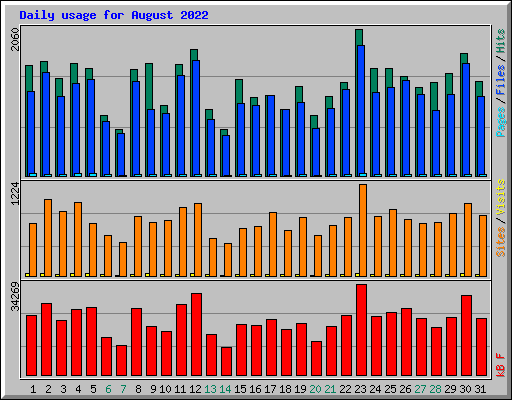 Daily usage for August 2022
2060
Pages / Files / Hits
1224
Sites / Visits
34269
kB F
1 2 3 4 5 6 7 8 9 10 11 12 13 14 15 16 17 18 19 20 21 22 23 24 25 26 27 28 29 30 31